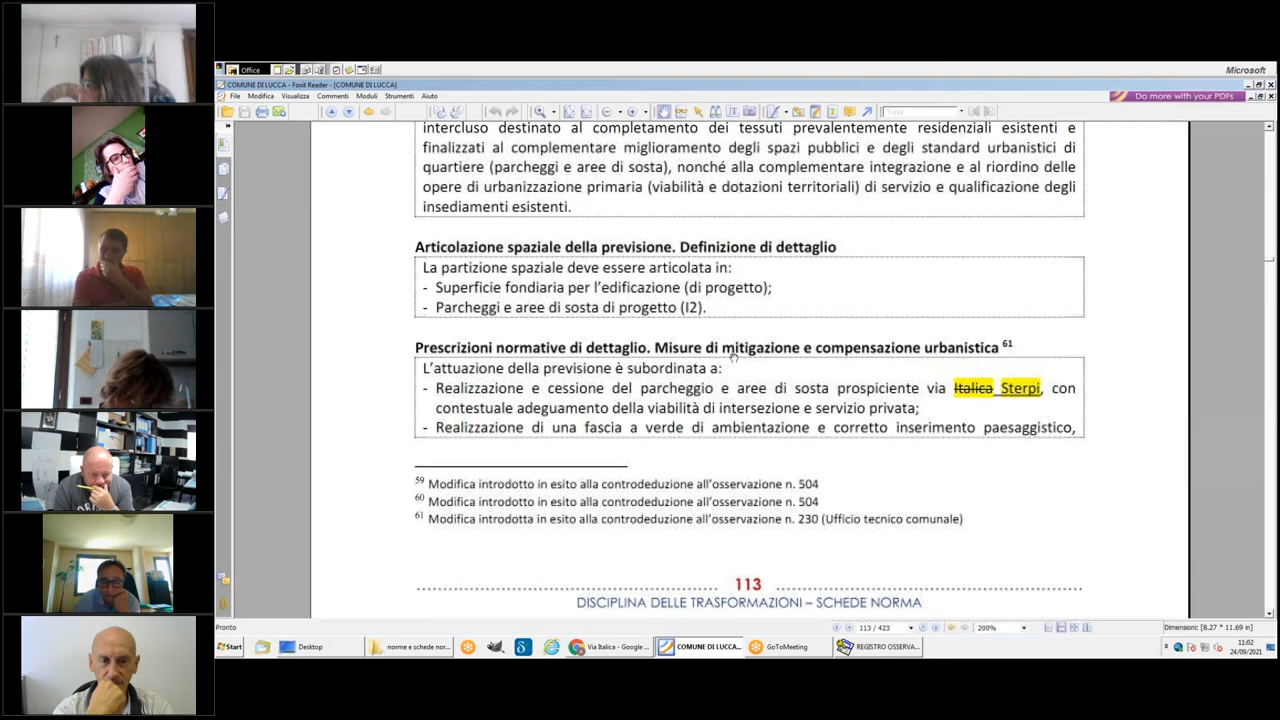 Office
Microsoft
COMUNE DI LUCCA - Foxit Reader - [COMUNE DI LUCCA]
File Modifica Visualizza Commenti Moduli Strumenti Aiuto
Do more with your PDFs
Trova
intercluso, destinato al completamento dei tessuti prevalentemente residenziali esistenti e
finalizzati al complementare miglioramento degli spazi pubblici e degli standard urbanistici di
quartiere (parcheggi e aree di sosta), nonché alla complementare integrazione e al riordino delle
opere di urbanizzazione primaria (viabilità e dotazioni territoriali) di servizio e qualificazione degli
insediamenti esistenti.
Articolazione spaziale della previsione. Definizione di dettaglio
La partizione spaziale deve essere articolata in:
- Superficie fondiaria per l'edificazione (di progetto);
- Parcheggi e aree di sosta di progetto (I2).
Prescrizioni normative di dettaglio. Misure di mitigazione e compensazione urbanistica 61
L'attuazione della previsione è subordinata a:
- Realizzazione e cessione del parcheggio e aree di sosta prospiciente via Italica Sterpi, con
contestuale adeguamento della viabilità di intersezione e servizio privata;
- Realizzazione di una fascia a verde di ambientazione e corretto inserimento paesaggistico,
59 Modifica introdotto in esito alla controdeduzione all'osservazione n. 504
60 Modifica introdotto in esito alla controdeduzione all'osservazione n. 504
61 Modifica introdotta in esito alla controdeduzione all'osservazione n. 230 (Ufficio tecnico comunale)
113
DISCIPLINA DELLE TRASFORMAZIONI – SCHEDE NORMA
Pronto
113 / 423
200%
Dimensioni: [8.27 * 11.69 in]
Start
Desktop
norme e schede nor...
Via Italica - Google ...
COMUNE DI LUCCA...
GoToMeeting
REGISTRO OSSERVA...
11:02
24/09/2021